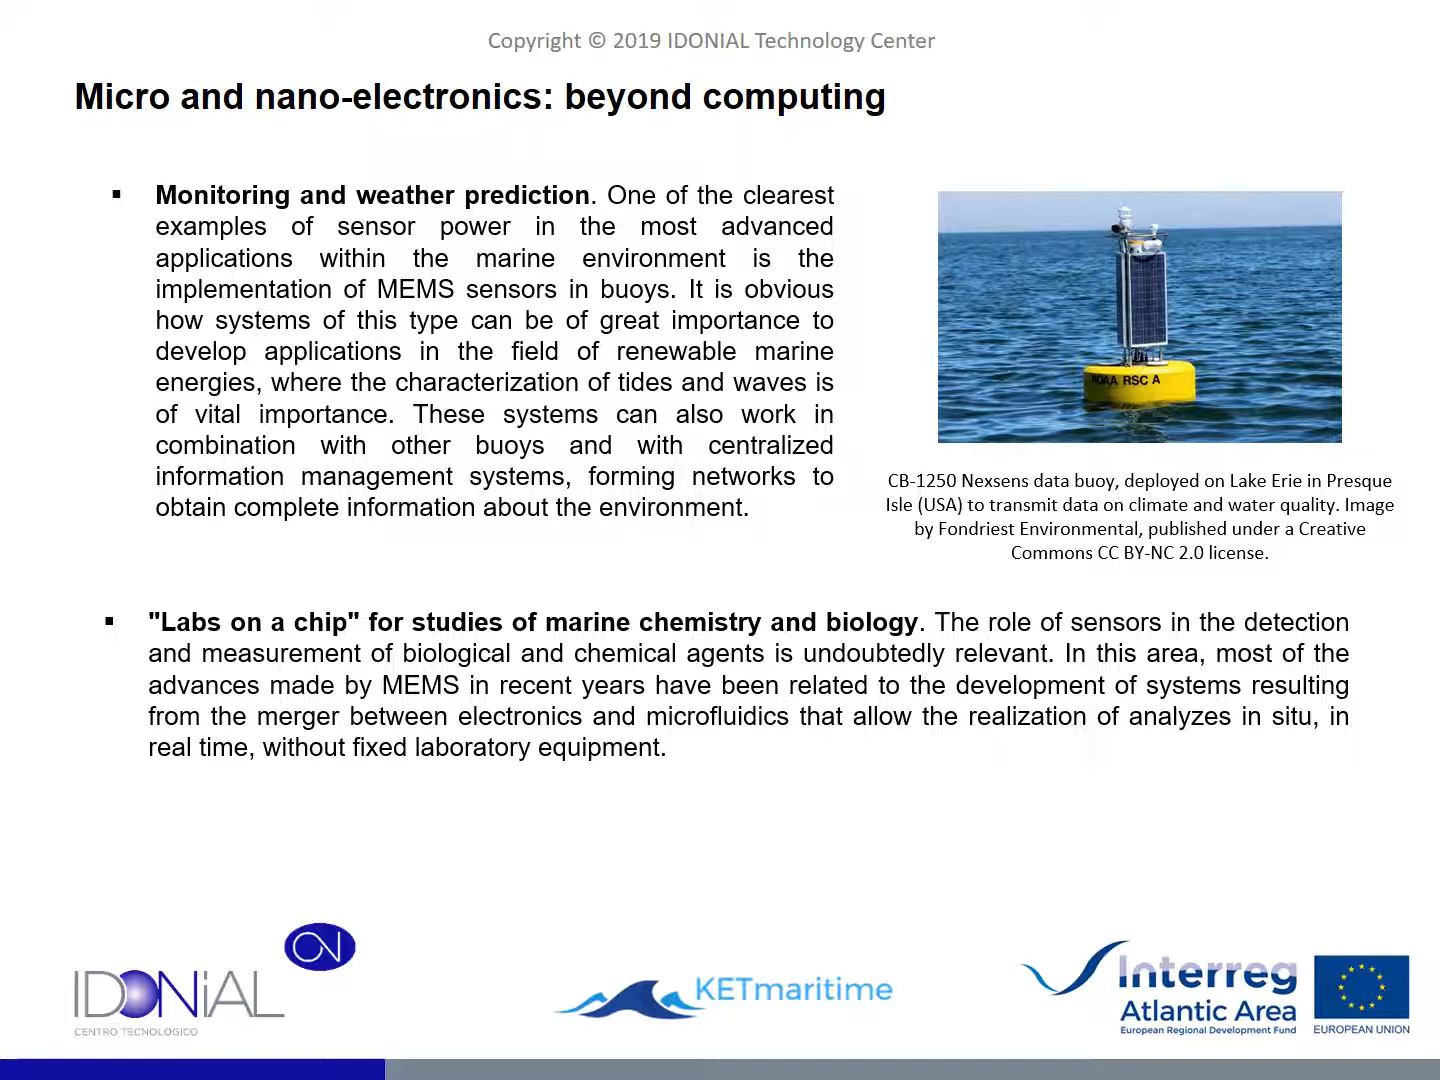 Copyright © 2019 IDONIAL Technology Center
Micro and nano-electronics: beyond computing
▪ Monitoring and weather prediction. One of the clearest
examples of sensor power in the most advanced
applications within the marine environment is the
implementation of MEMS sensors in buoys. It is obvious
how systems of this type can be of great importance to
develop applications in the field of renewable marine
energies, where the characterization of tides and waves is
of vital importance. These systems can also work in
combination with other buoys and with centralized
information management systems, forming networks to
obtain complete information about the environment.
NOAA RSC A
CB-1250 Nexsens data buoy, deployed on Lake Erie in Presque
Isle (USA) to transmit data on climate and water quality. Image
by Fondriest Environmental, published under a Creative
Commons CC BY-NC 2.0 license.
▪ "Labs on a chip" for studies of marine chemistry and biology. The role of sensors in the detection
and measurement of biological and chemical agents is undoubtedly relevant. In this area, most of the
advances made by MEMS in recent years have been related to the development of systems resulting
from the merger between electronics and microfluidics that allow the realization of analyzes in situ, in
real time, without fixed laboratory equipment.
IDONiAL
CENTRO TECNOLOGICO
KETmaritime
Interreg
Atlantic Area
European Regional Development Fund
EUROPEAN UNION